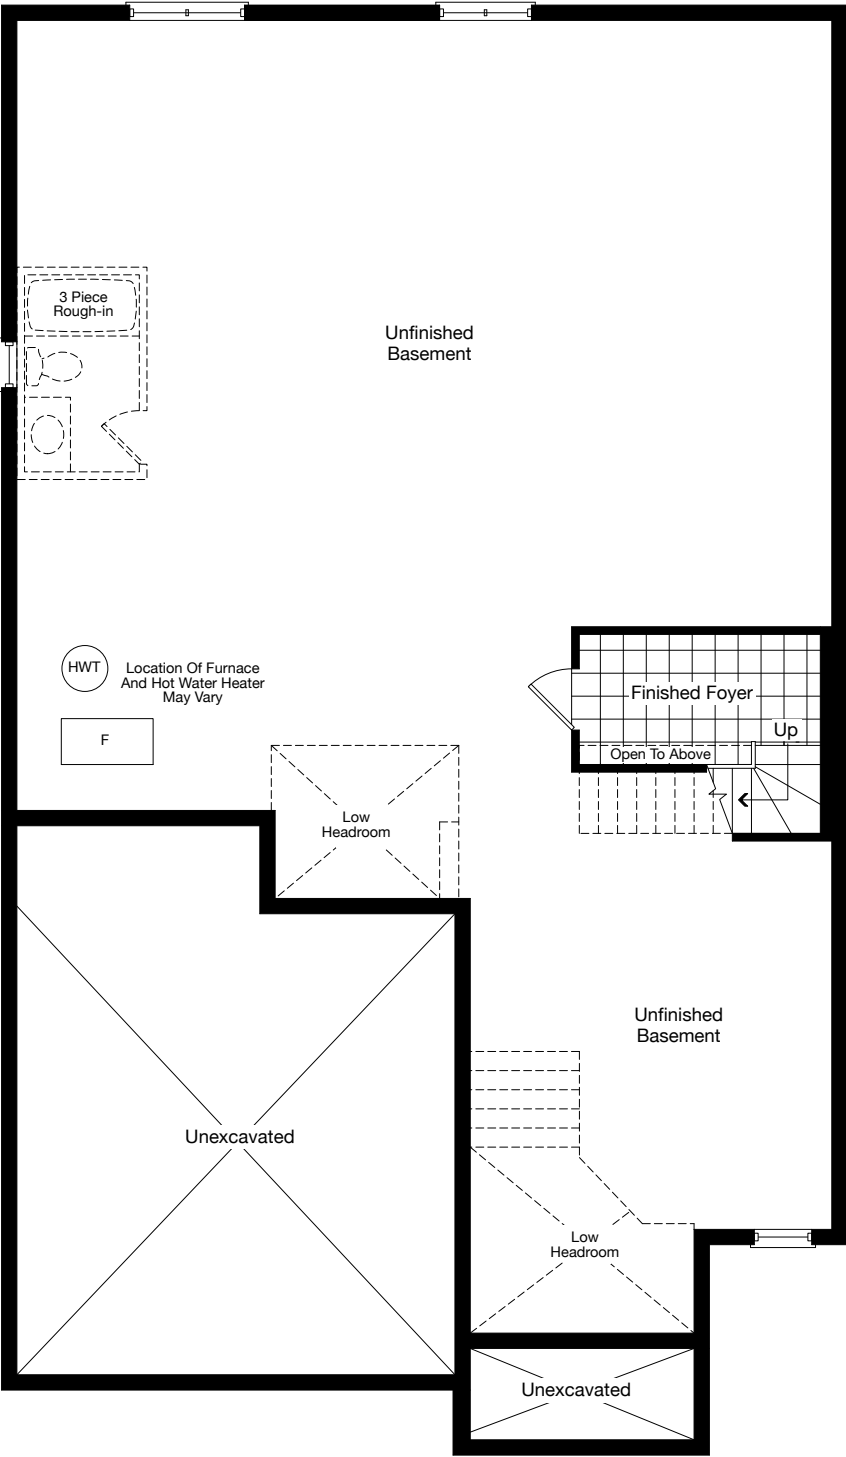 3 Piece
Rough-in
Unfinished
Basement
HWT
Location Of Furnace
And Hot Water Heater
May Vary
F
Finished Foyer
Up
Open To Above
Low
Headroom
Unfinished
Basement
Unexcavated
Low
Headroom
Unexcavated